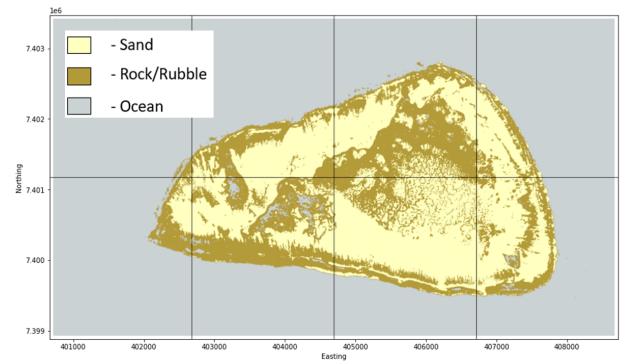 1e6
- Sand
- Rock/Rubble
- Ocean
7.403
7.402
7.401
7.400
7.399
Northing
401000 402000 403000 404000 405000 406000 407000 408000
Easting